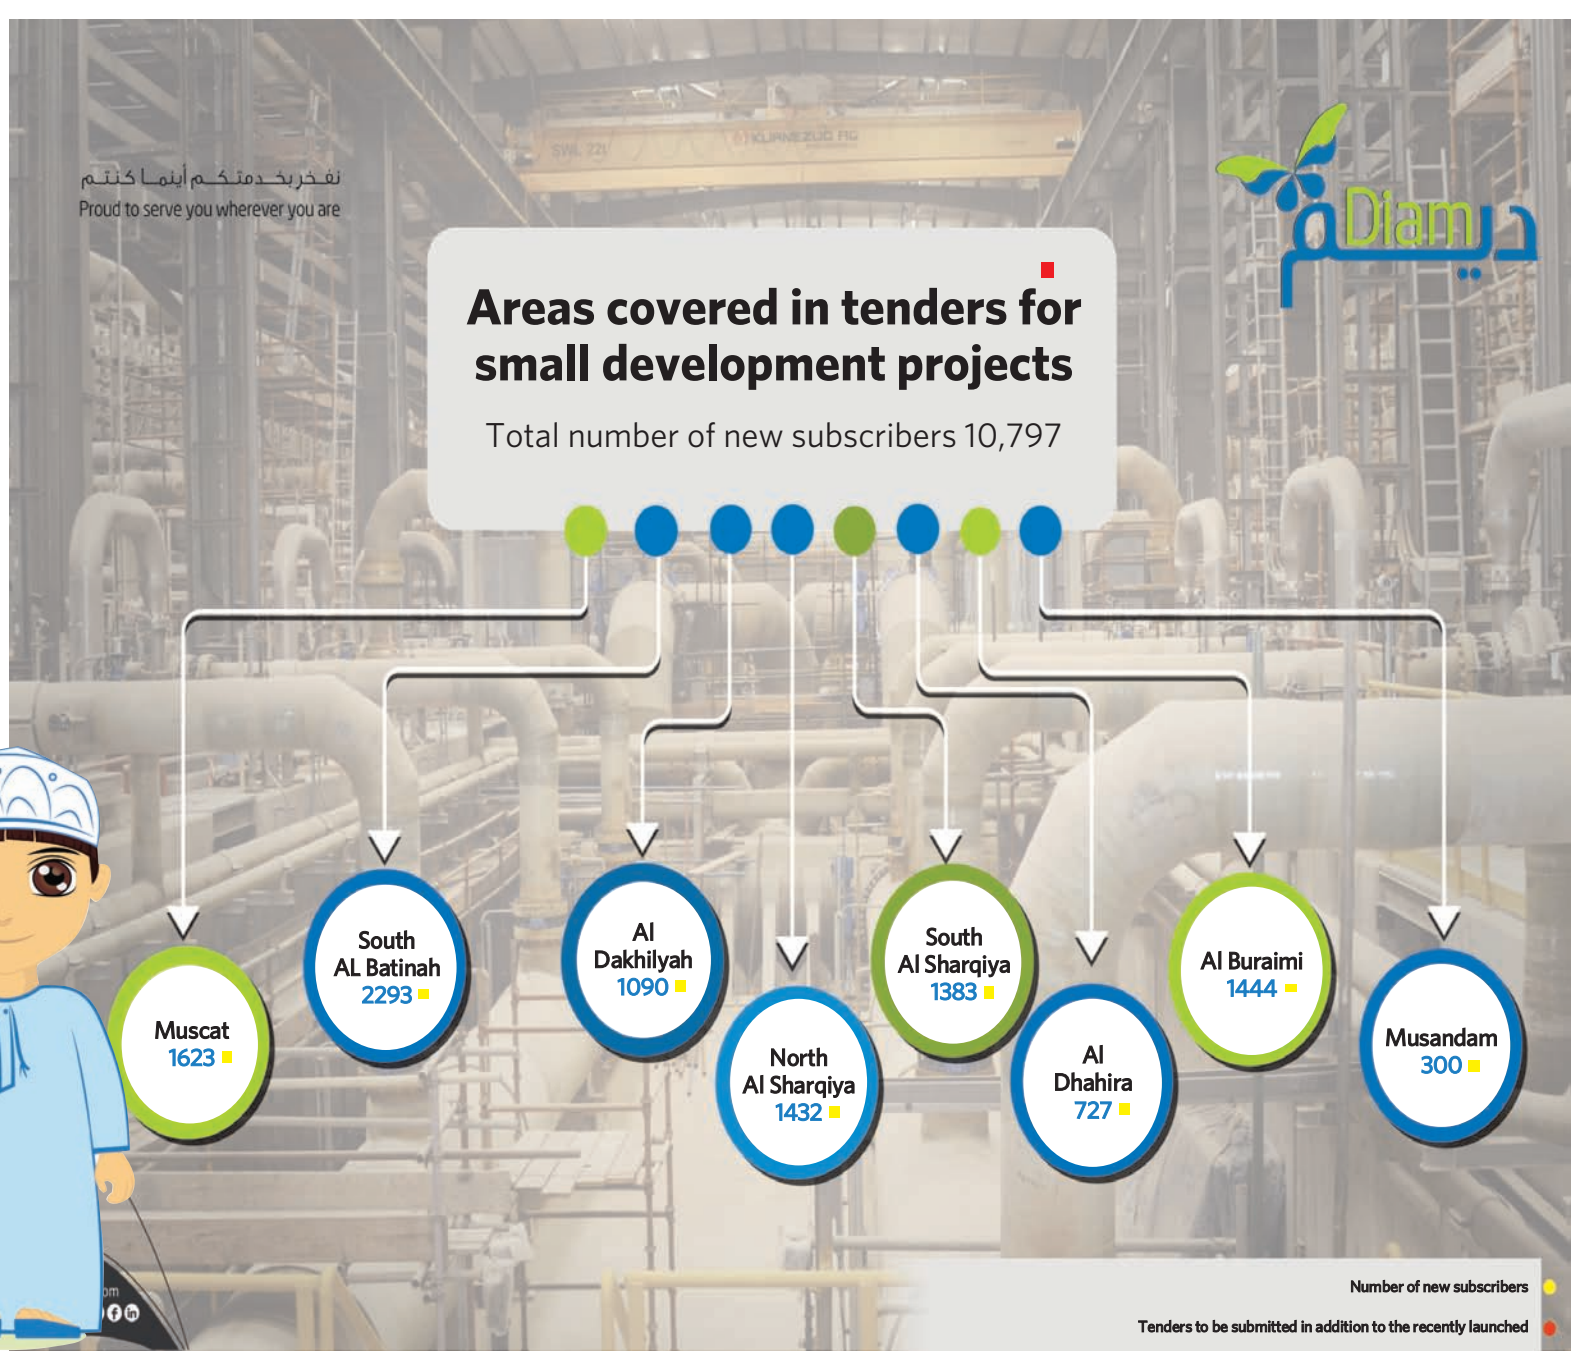 نفخر بخدمتكم أينما كنتم
Proud to serve you wherever you are
SWL 22t
Diam
ديم
Areas covered in tenders for
small development projects
Total number of new subscribers 10,797
Muscat
1623
South
AL Batinah
2293
Al
Dakhilyah
1090
North
Al Sharqiya
1432
South
Al Sharqiya
1383
Al
Dhahira
727
Al Buraimi
1444
Musandam
300
Number of new subscribers
Tenders to be submitted in addition to the recently launched